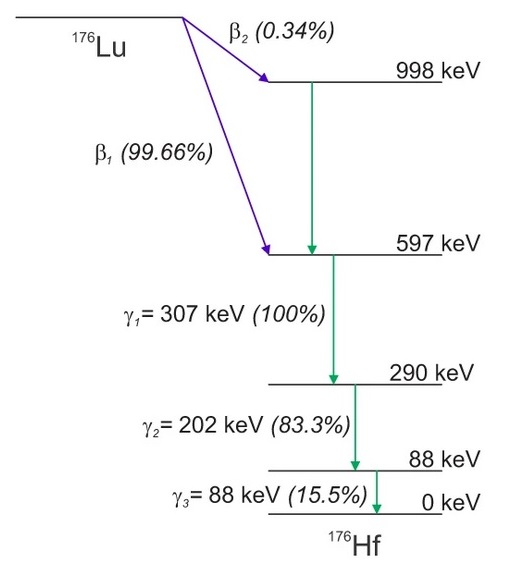 β₂ (0.34%)
¹⁷⁶Lu
998 keV
β₁ (99.66%)
597 keV
γ₁= 307 keV (100%)
290 keV
γ₂= 202 keV (83.3%)
88 keV
γ₃= 88 keV (15.5%)
0 keV
¹⁷⁶Hf